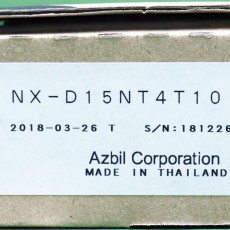 NX-D15NT4T10
2018-03-26 T S/N:181226
Azbil Corporation
MADE IN THAILAND